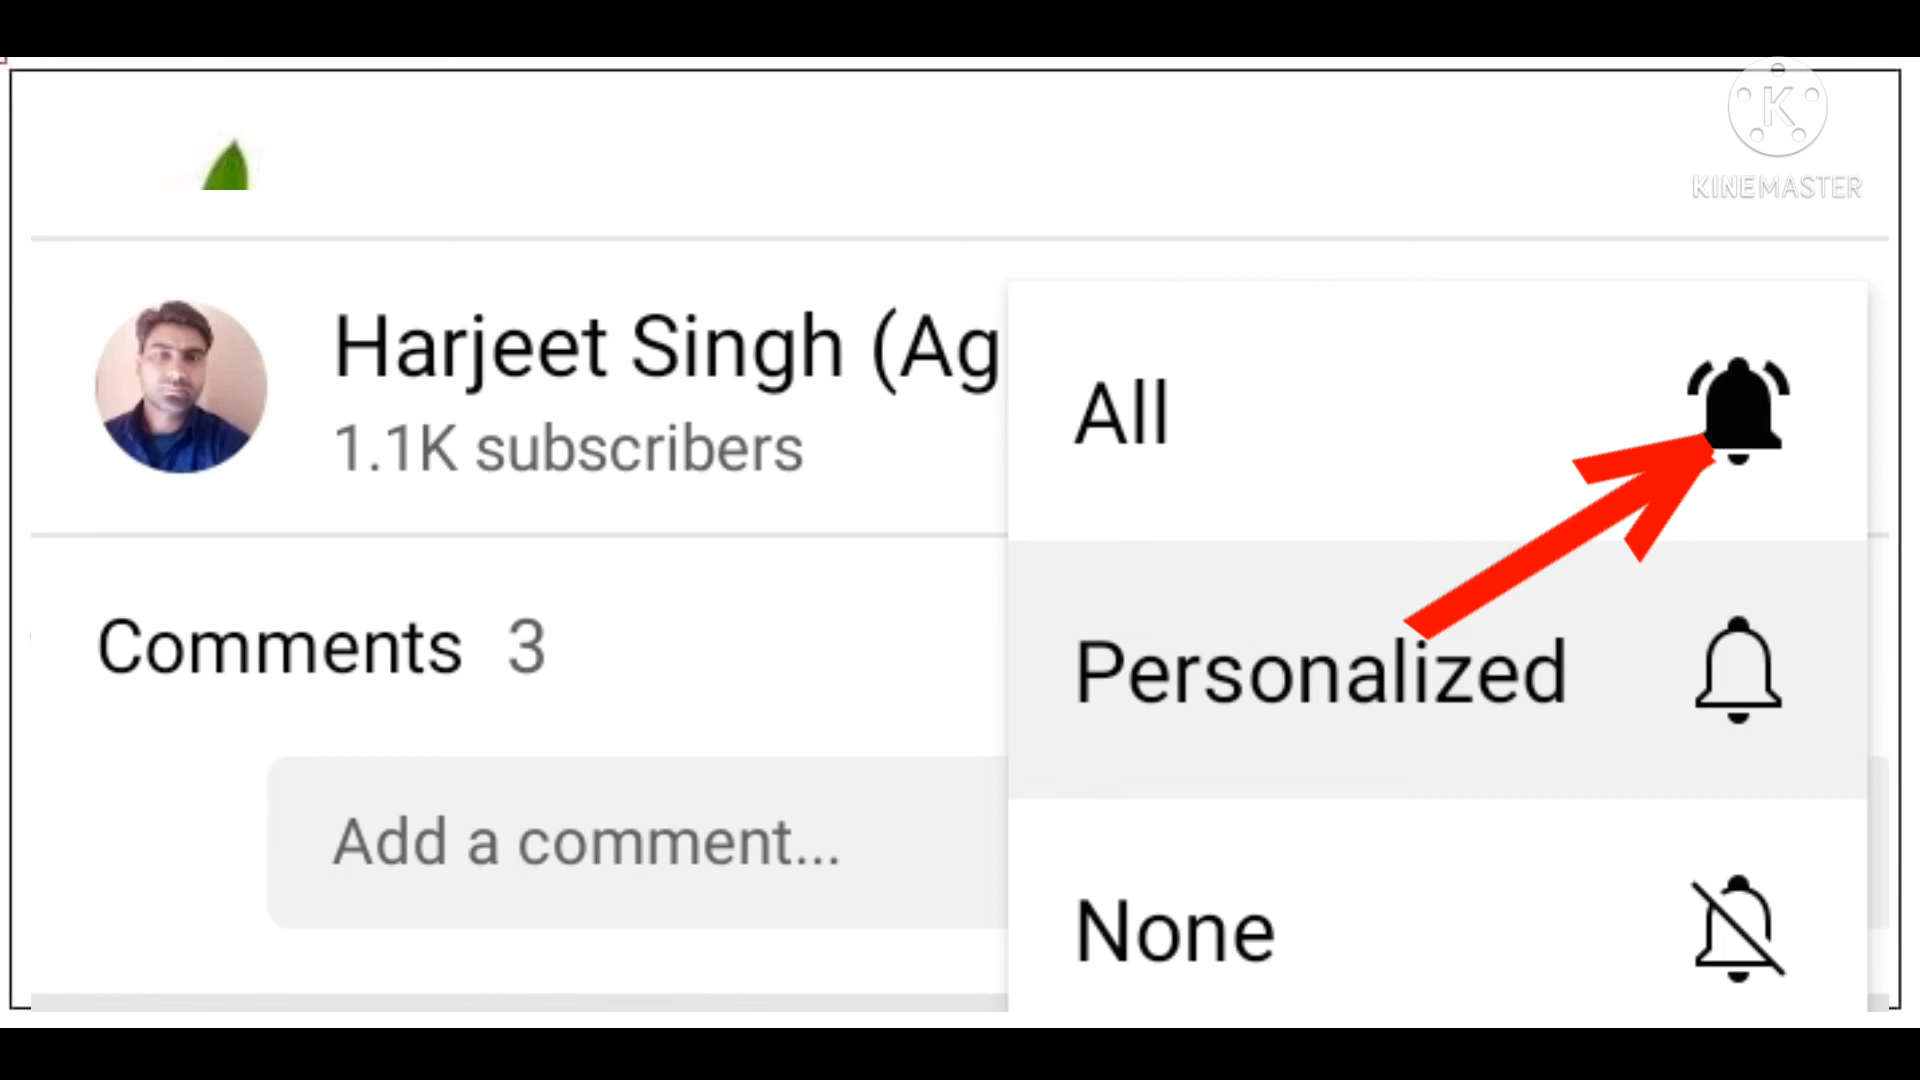 K
KINEMASTER
Harjeet Singh (Ag
1.1K subscribers
All
Comments 3
Personalized
Add a comment...
None